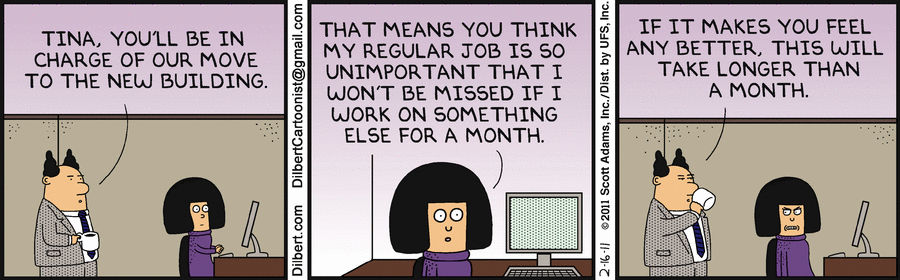 TINA, YOU'LL BE IN
CHARGE OF OUR MOVE
TO THE NEW BUILDING.
Dilbert.com DilbertCartoonist@gmail.com
THAT MEANS YOU THINK
MY REGULAR JOB IS SO
UNIMPORTANT THAT I
WON'T BE MISSED IF I
WORK ON SOMETHING
ELSE FOR A MONTH.
2-16-11 © 2011 Scott Adams, Inc./Dist. by UFS, Inc.
IF IT MAKES YOU FEEL
ANY BETTER, THIS WILL
TAKE LONGER THAN
A MONTH.